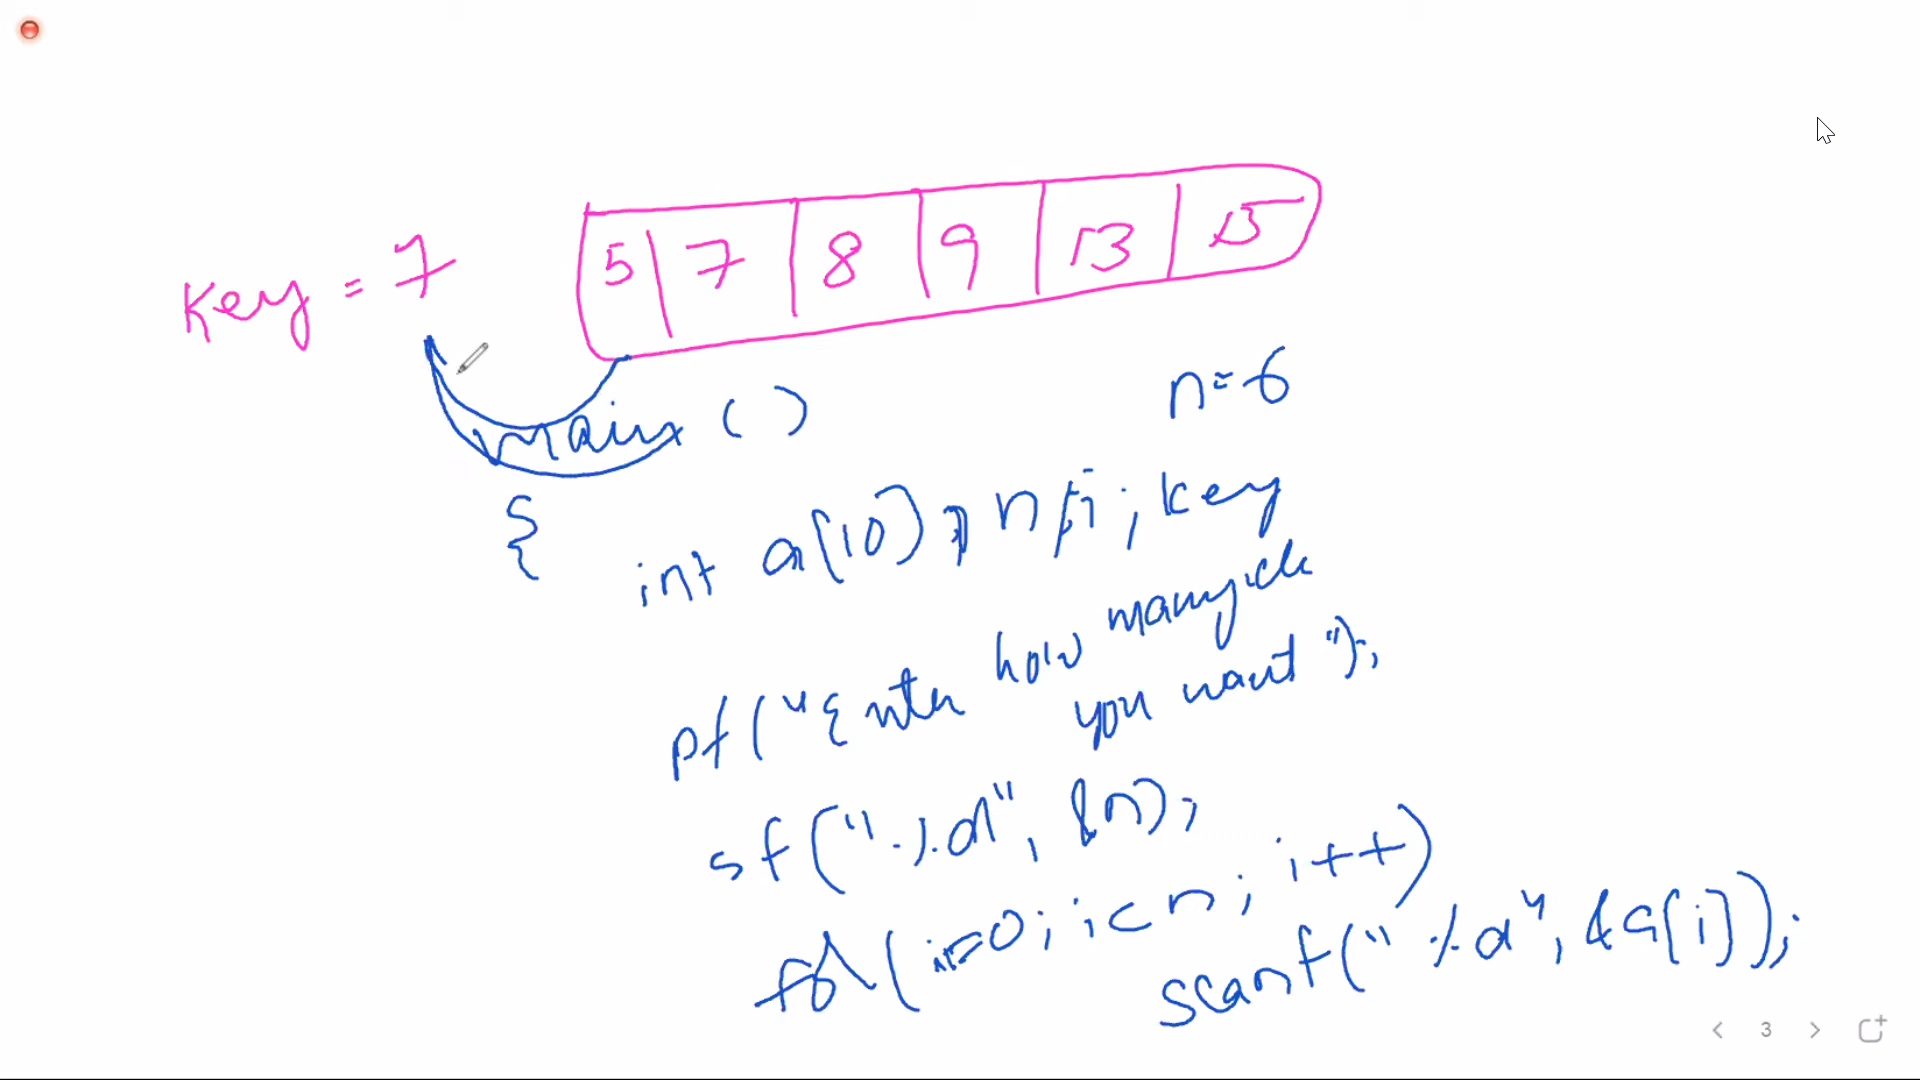 Key = 7
5 7 8 9 13 15
n=6
main ( )
{
int a[10], n, i ; key
pf("Enter how many ele
you want");
sf("%d", &n);
for(i=0; i<n; i++)
scanf("%d", &a[i]);
3